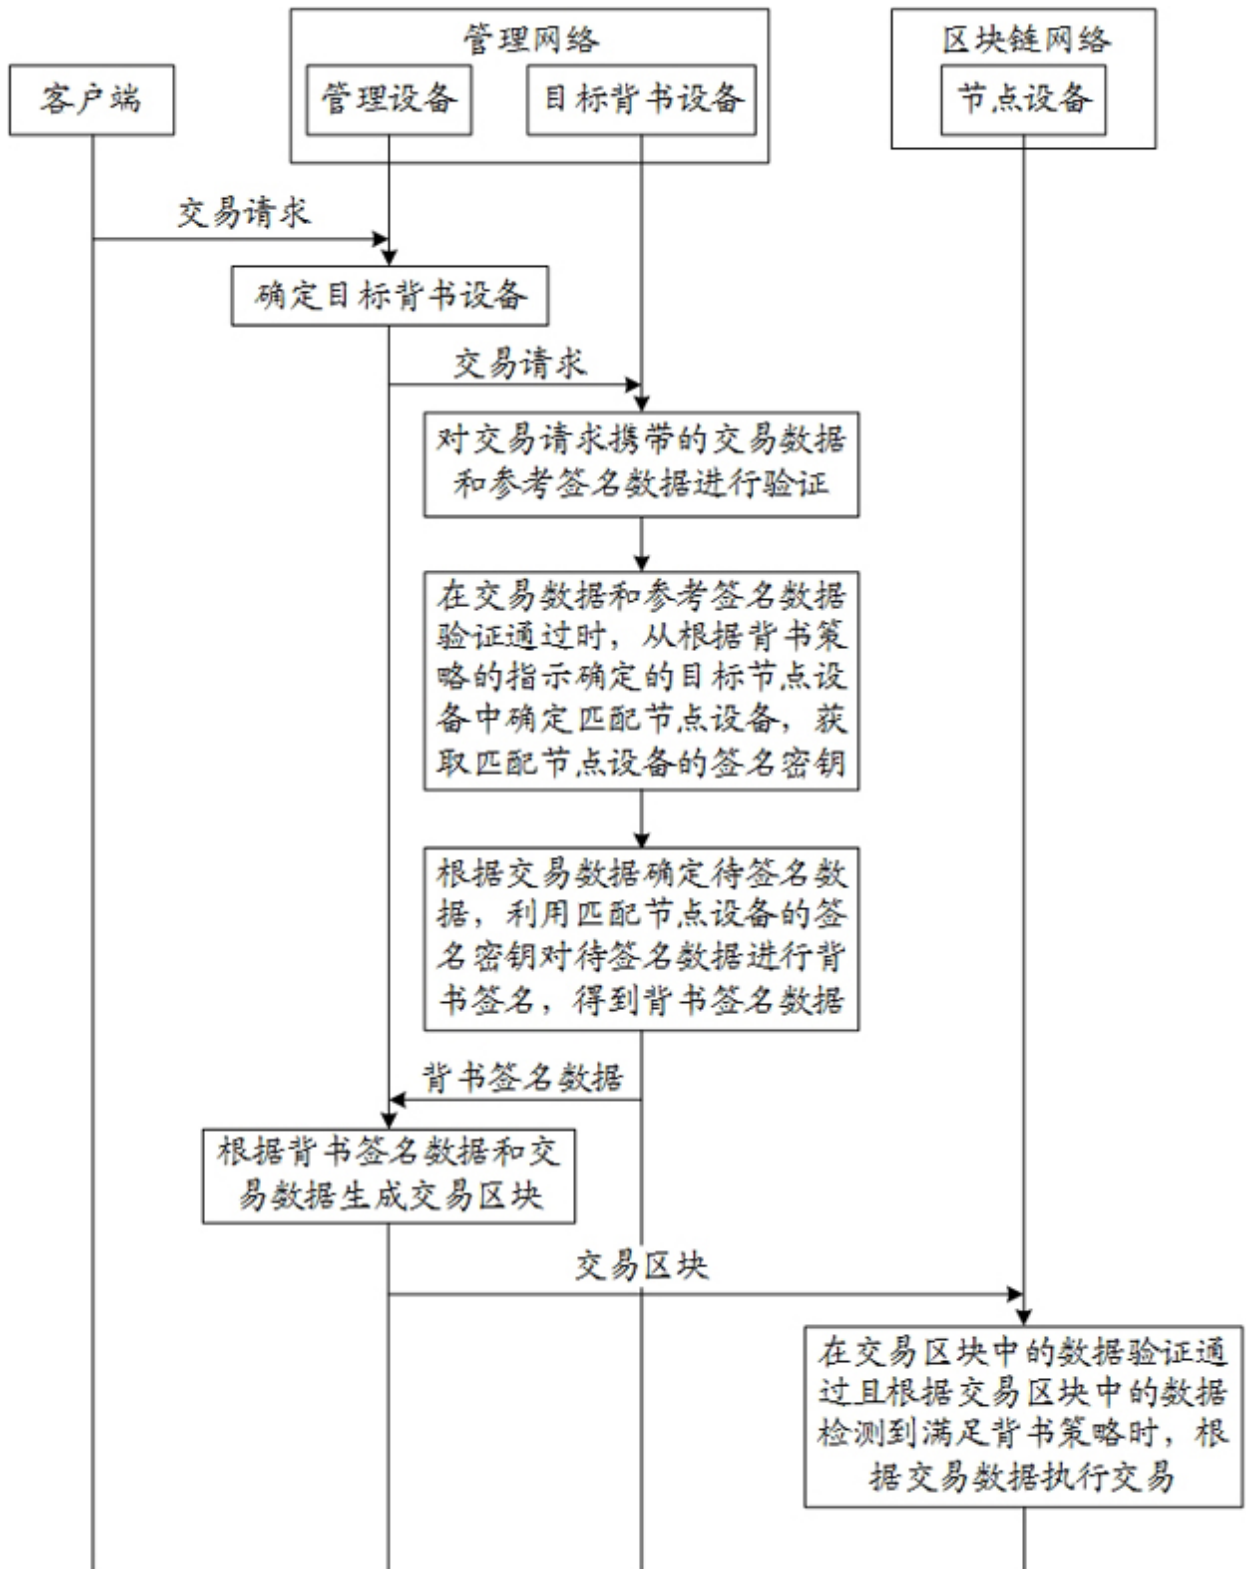 管理网络
区块链网络
客户端
管理设备
目标背书设备
节点设备
交易请求
确定目标背书设备
交易请求
对交易请求携带的交易数据
和参考签名数据进行验证
在交易数据和参考签名数据
验证通过时，从根据背书策
略的指示确定的目标节点设
备中确定匹配节点设备，获
取匹配节点设备的签名密钥
根据交易数据确定待签名数
据，利用匹配节点设备的签
名密钥对待签名数据进行背
书签名，得到背书签名数据
背书签名数据
根据背书签名数据和交
易数据生成交易区块
交易区块
在交易区块中的数据验证通
过且根据交易区块中的数据
检测到满足背书策略时，根
据交易数据执行交易